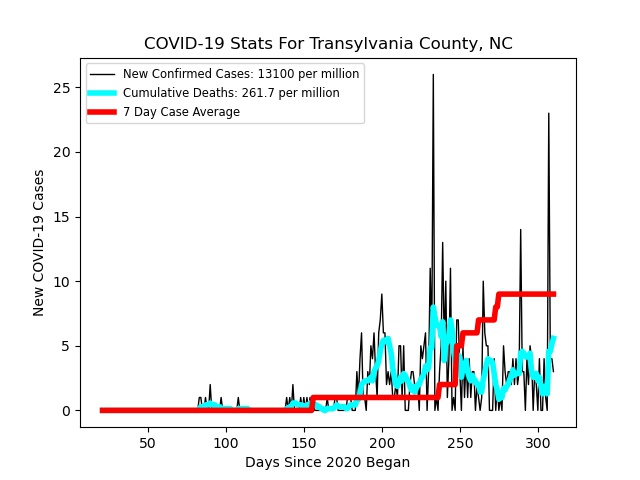 COVID-19 Stats For Transylvania County, NC
New Confirmed Cases: 13100 per million
Cumulative Deaths: 261.7 per million
7 Day Case Average
New COVID-19 Cases
25
20
15
10
5
0
50 100 150 200 250 300
Days Since 2020 Began